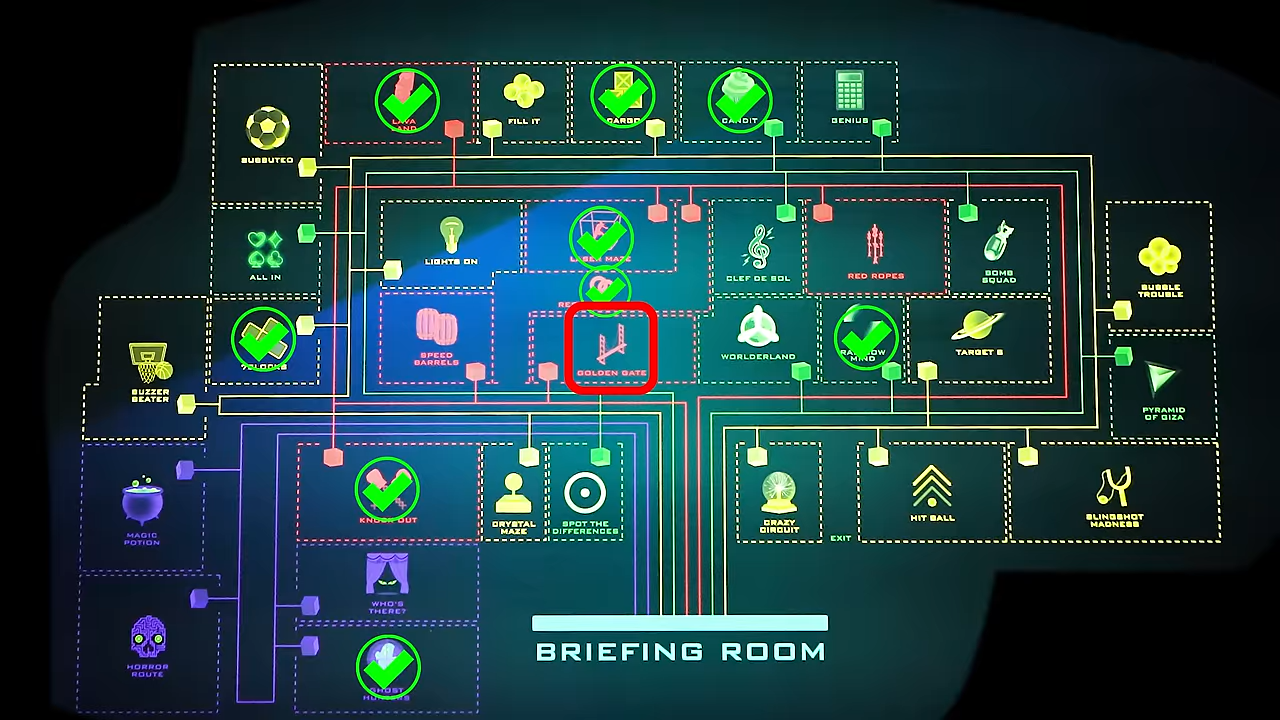 FILL IT
GENIUS
ALL IN
LIGHTS ON
CLEF DE SOL
RED ROPES
BOMB
SQUAD
BUBBLE
TROUBLE
SPEED
BARRELS
GOLDEN GATE
WORLDERLAND
TARGET 8
BUZZER
BEATER
PYRAMID
OF GIZA
MAGIC
POTION
KNOCK OUT
CRYSTAL
MAZE
SPOT THE
DIFFERENCES
CRAZY
CIRCUIT
EXIT
HIT BALL
SLINGSHOT
MADNESS
WHO'S
THERE?
HORROR
ROUTE
BRIEFING ROOM